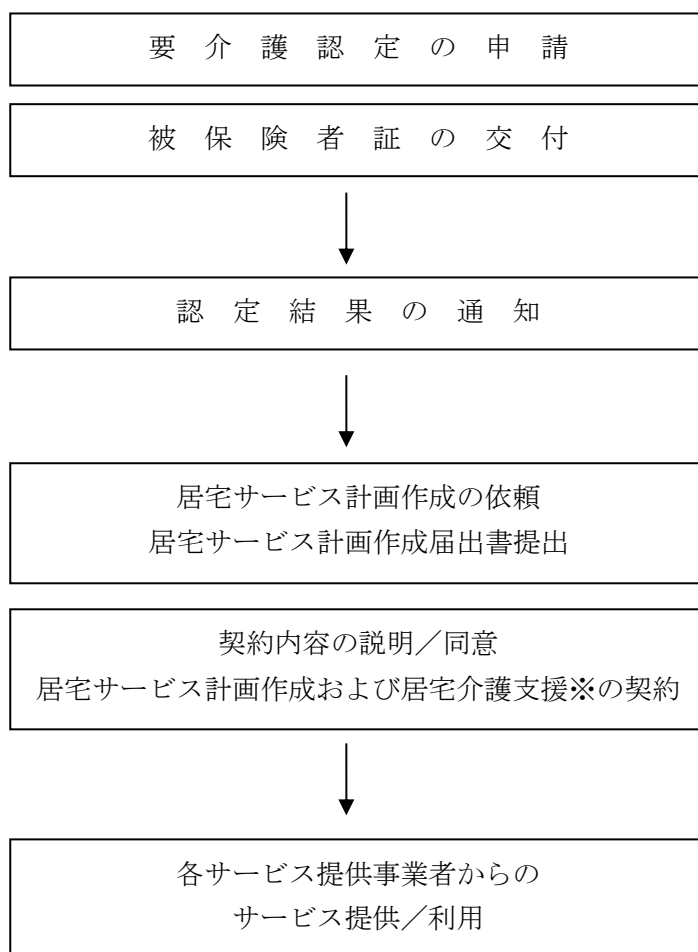 要介護認定の申請
被保険者証の交付
認定結果の通知
居宅サービス計画作成の依頼
居宅サービス計画作成届出書提出
契約内容の説明／同意
居宅サービス計画作成および居宅介護支援※の契約
各サービス提供事業者からの
サービス提供／利用